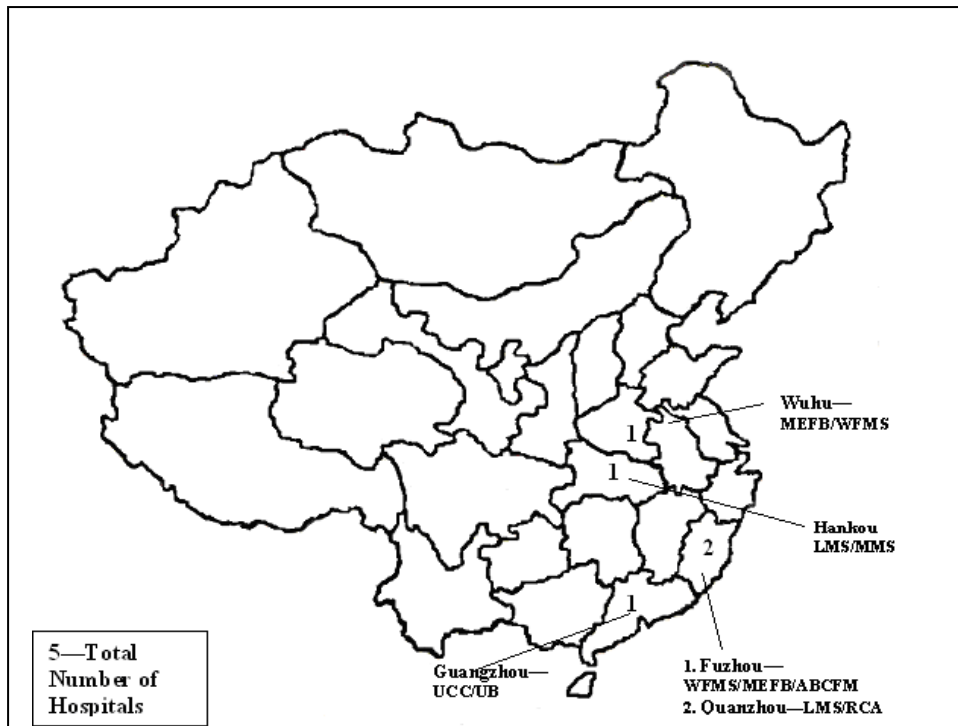 Wuhu—
MEFB/WFMS
1
1
Hankou
LMS/MMS
2
1
Guangzhou—
UCC/UB
1. Fuzhou—
WFMS/MEFB/ABCFM
2. Quanzhou—LMS/RCA
5—Total
Number of
Hospitals